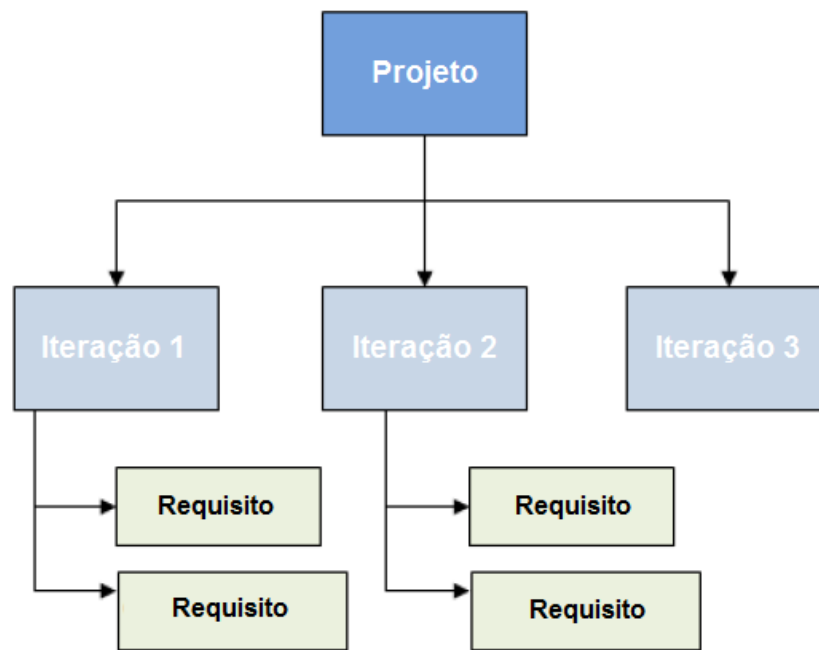 Projeto
Iteração 1
Iteração 2
Iteração 3
Requisito
Requisito
Requisito
Requisito